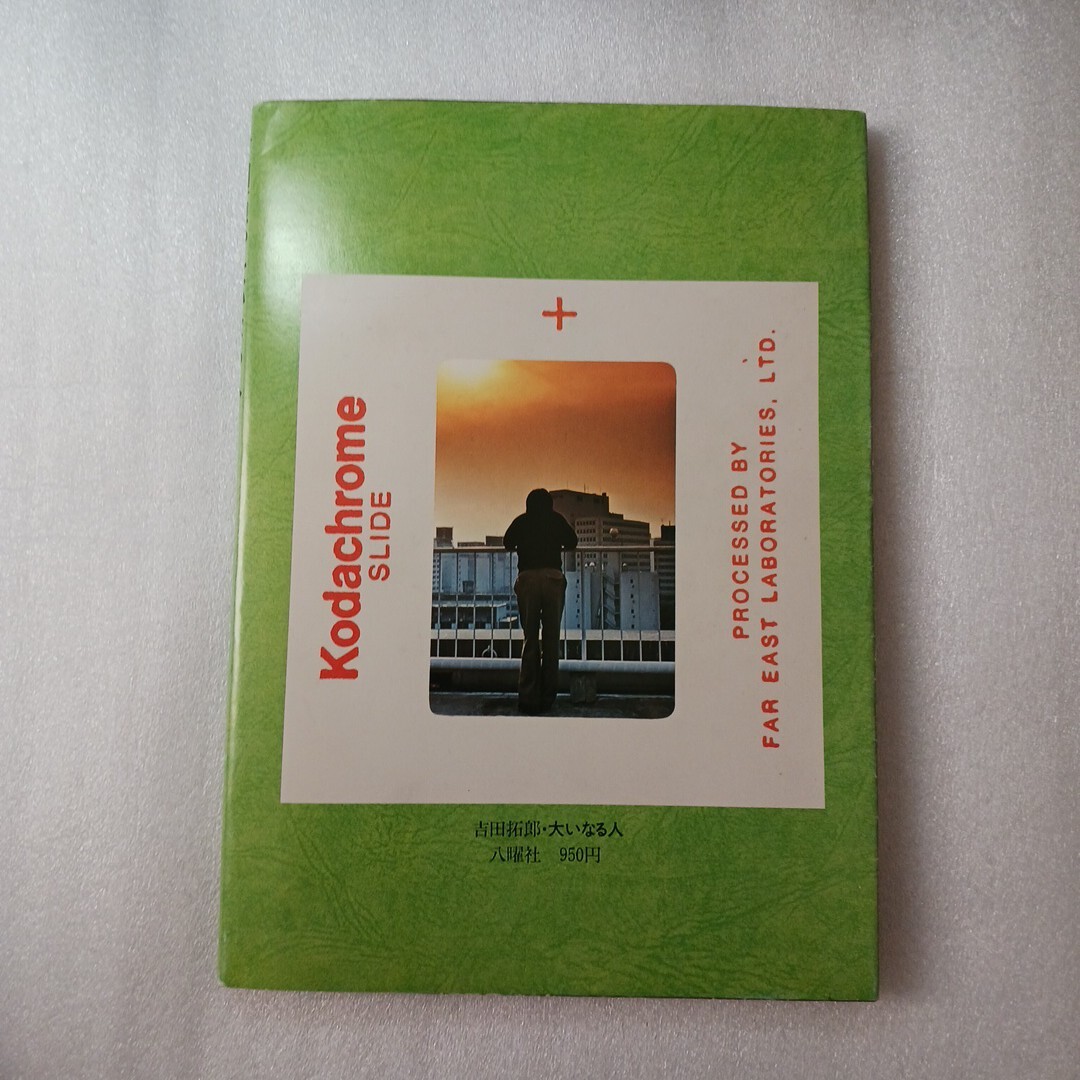 Kodachrome
SLIDE
PROCESSED BY
FAR EAST LABORATORIES, LTD.
吉田拓郎・大いなる人
八曜社 950円